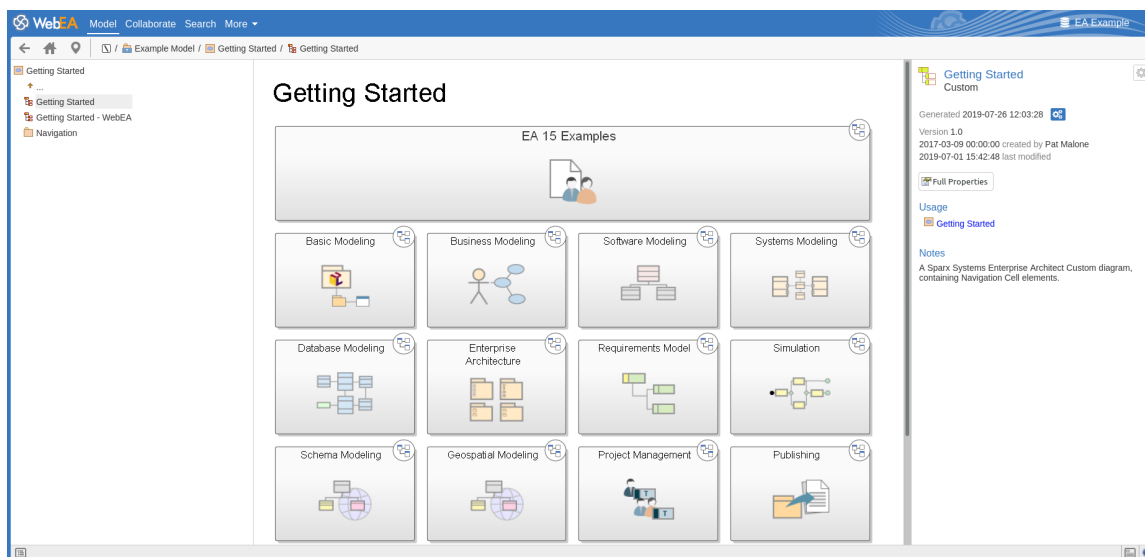 WebEA Model Collaborate Search More
EA Example
/ Example Model / Getting Started / Getting Started
Getting Started
...
Getting Started
Getting Started - WebEA
Navigation
Getting Started
EA 15 Examples
Basic Modeling
Business Modeling
Software Modeling
Systems Modeling
Database Modeling
Enterprise
Architecture
Requirements Model
Simulation
Schema Modeling
Geospatial Modeling
Project Management
T
T
Publishing
Getting Started
Custom
Generated 2019-07-26 12:03:28
Version 1.0
2017-03-09 00:00:00 created by Pat Malone
2019-07-01 15:42:48 last modified
Full Properties
Usage
Getting Started
Notes
A Sparx Systems Enterprise Architect Custom diagram,
containing Navigation Cell elements.